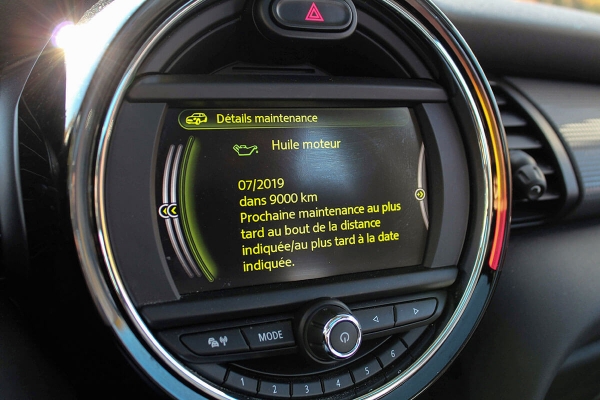 Détails maintenance
Huile moteur
07/2019
dans 9000 km
Prochaine maintenance au plus
tard au bout de la distance
indiquée/au plus tard à la date
indiquée.
MODE
1 2 3 4 5 6